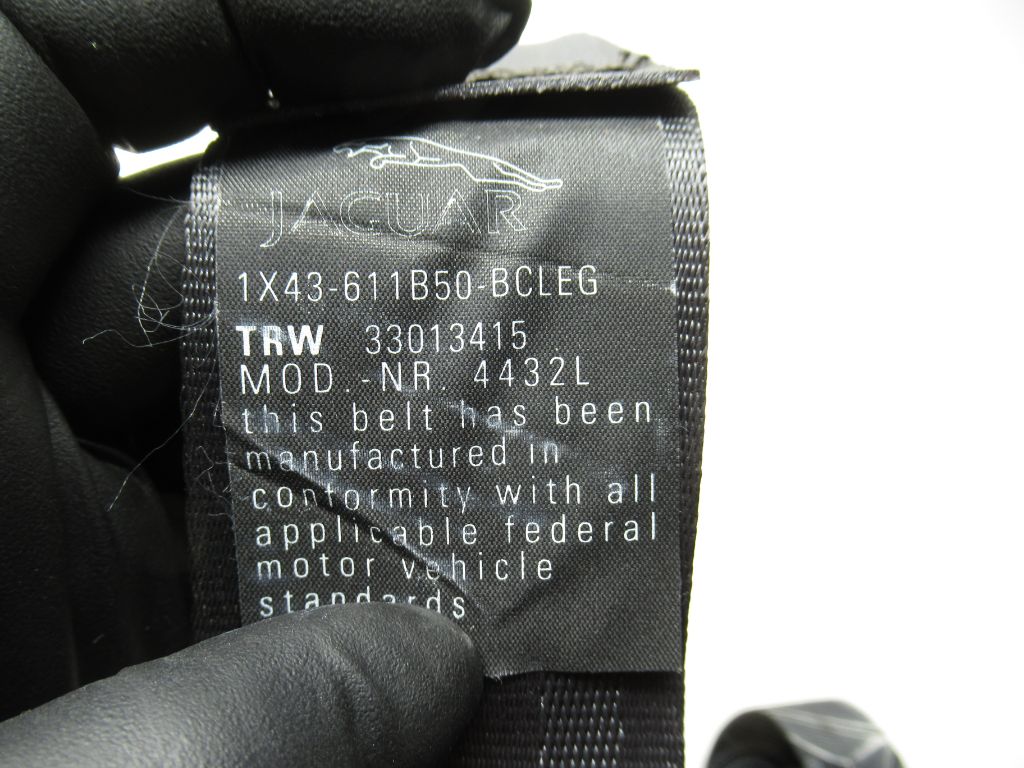 JAGUAR
1X43-611B50-BCLEG
TRW 33013415
MOD.-NR. 4432L
this belt has been
manufactured in
conformity with all
applicable federal
motor vehicle
standards